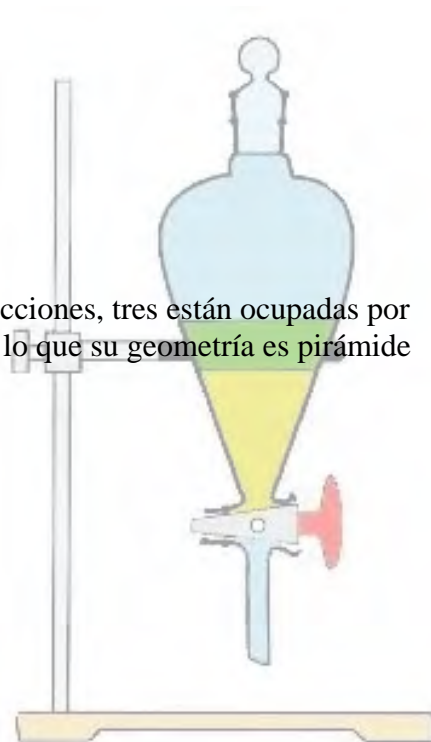 cciones, tres están ocupadas por
lo que su geometría es pirámide